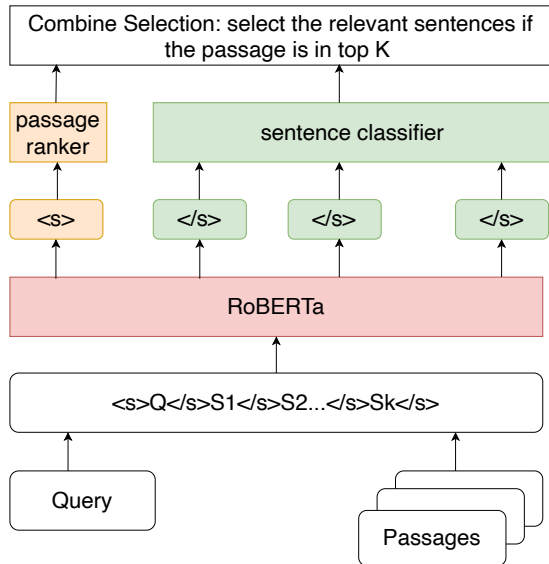 Combine Selection: select the relevant sentences if
the passage is in top K
passage
ranker
sentence classifier
<s>
</s>
</s>
</s>
RoBERTa
<s>Q</s>S1</s>S2...</s>Sk</s>
Query
Passages